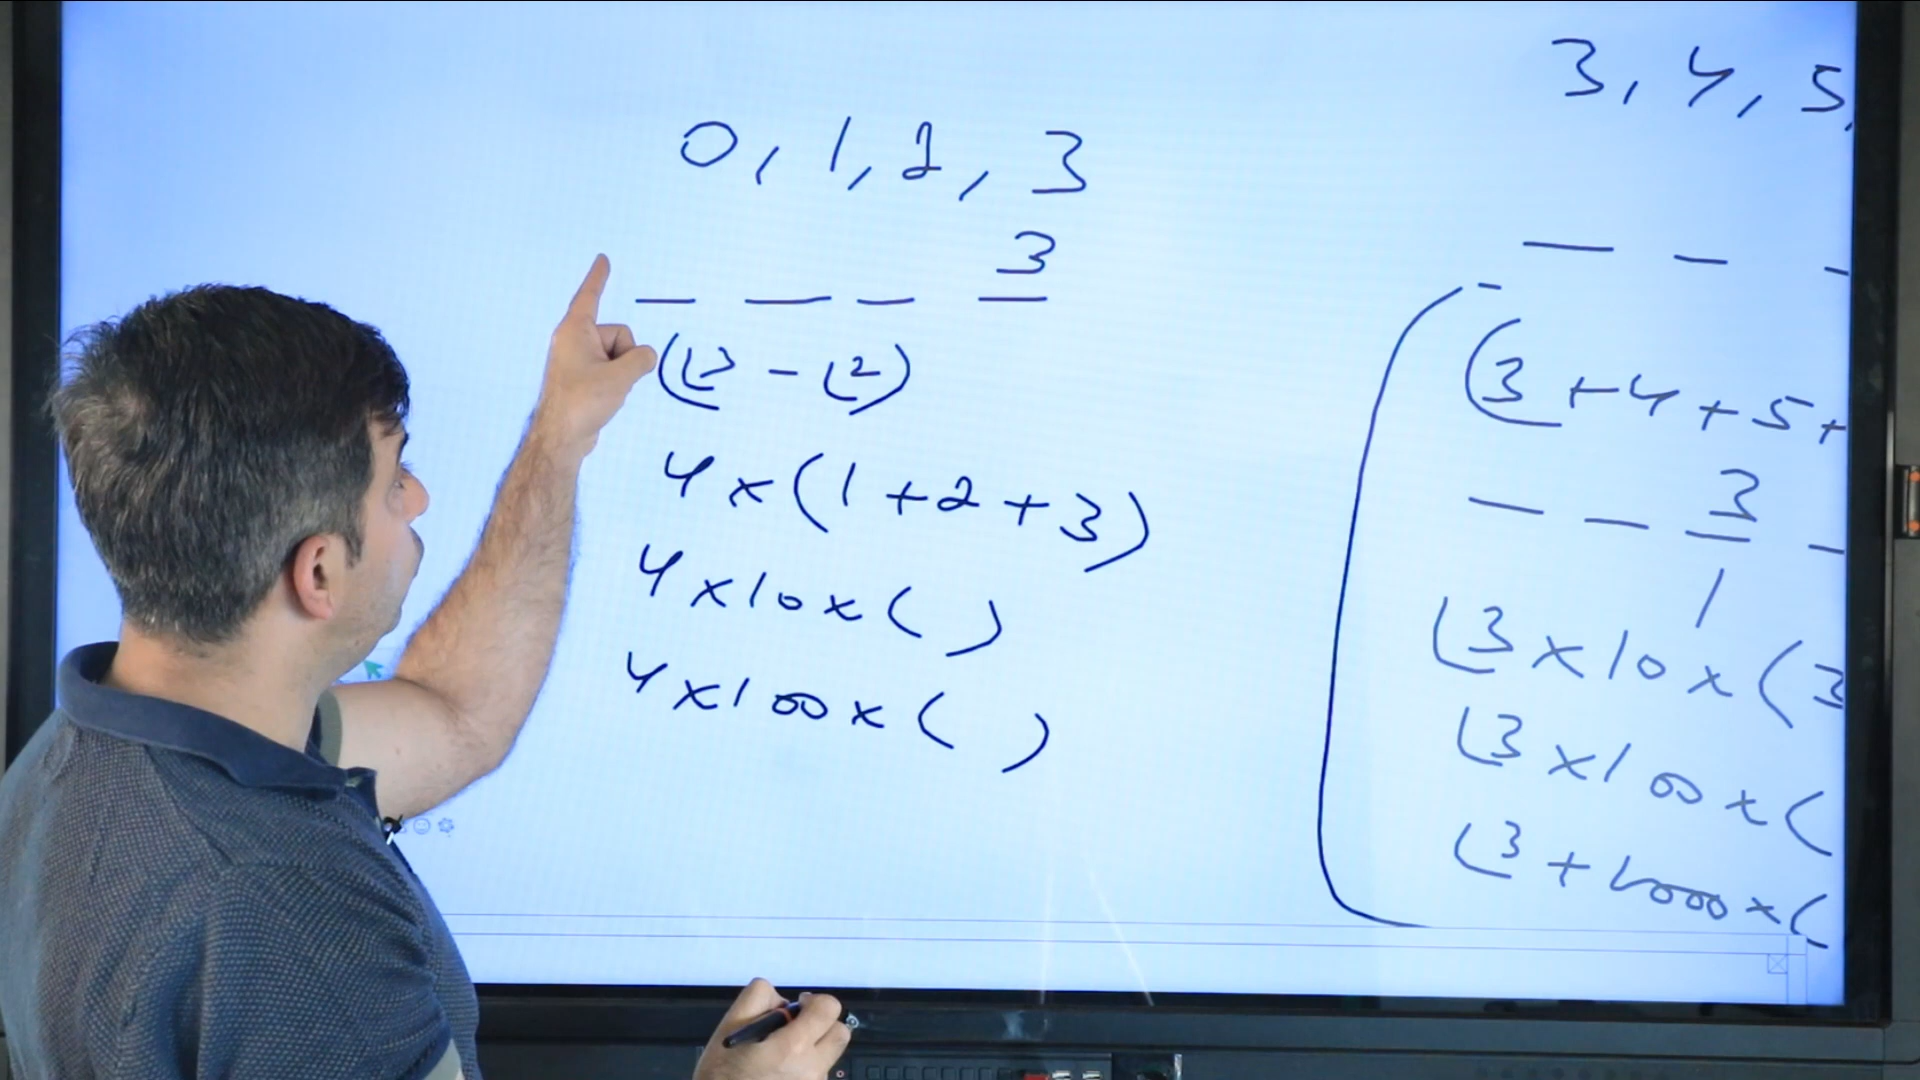 0, 1, 2, 3
3
(⌊3 - ⌊2)
4 x (1 + 2 + 3)
4 x 10 x ( )
4 x 100 x ( )
3, 4, 5,
(3 + 4 + 5 +
3
1
⌊3 x 10 x (3
⌊3 x 100 x (
⌊3 + 1000 x (